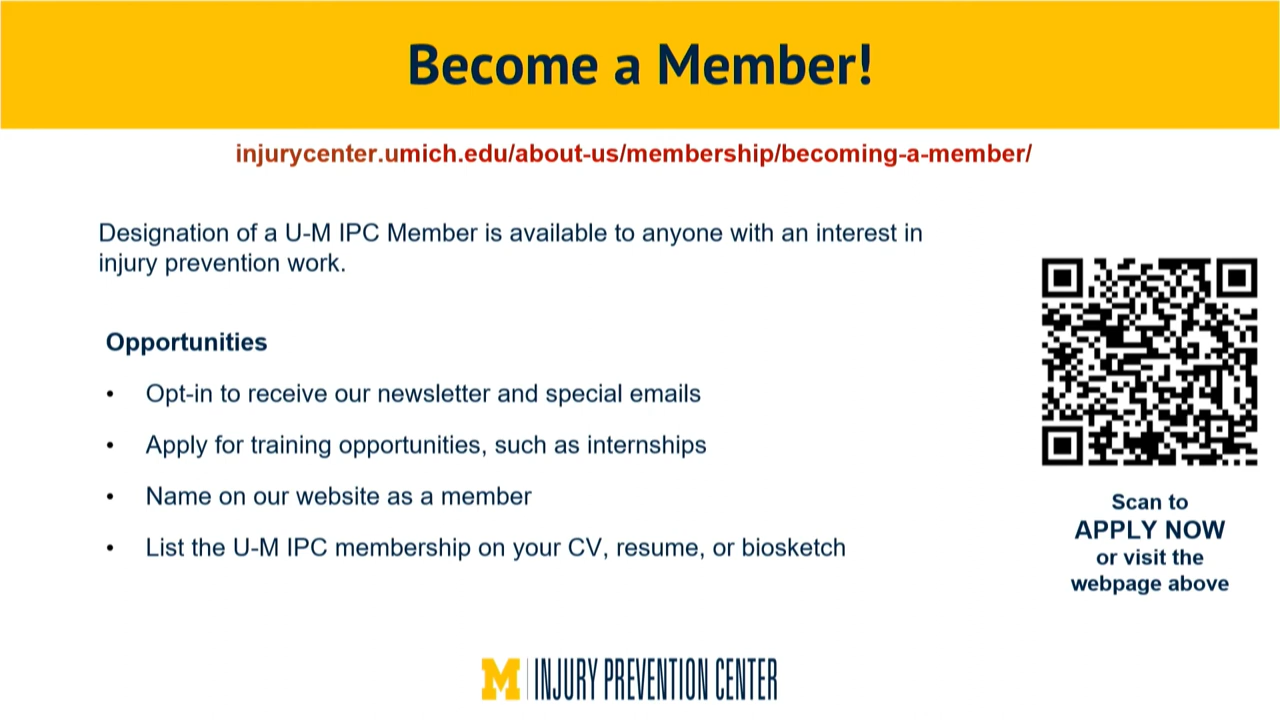 Become a Member!
injurycenter.umich.edu/about-us/membership/becoming-a-member/
Designation of a U-M IPC Member is available to anyone with an interest in
injury prevention work.
Opportunities
• Opt-in to receive our newsletter and special emails
• Apply for training opportunities, such as internships
• Name on our website as a member
• List the U-M IPC membership on your CV, resume, or biosketch
Scan to
APPLY NOW
or visit the
webpage above
M | INJURY PREVENTION CENTER